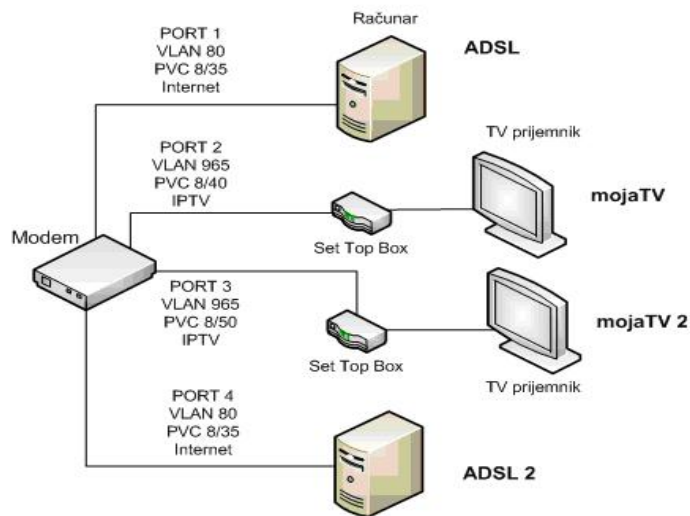 Računar
ADSL
PORT 1
VLAN 80
PVC 8/35
Internet
TV prijemnik
mojaTV
PORT 2
VLAN 965
PVC 8/40
IPTV
Set Top Box
Modem
PORT 3
VLAN 965
PVC 8/50
IPTV
mojaTV 2
Set Top Box
TV prijemnik
PORT 4
VLAN 80
PVC 8/35
Internet
ADSL 2